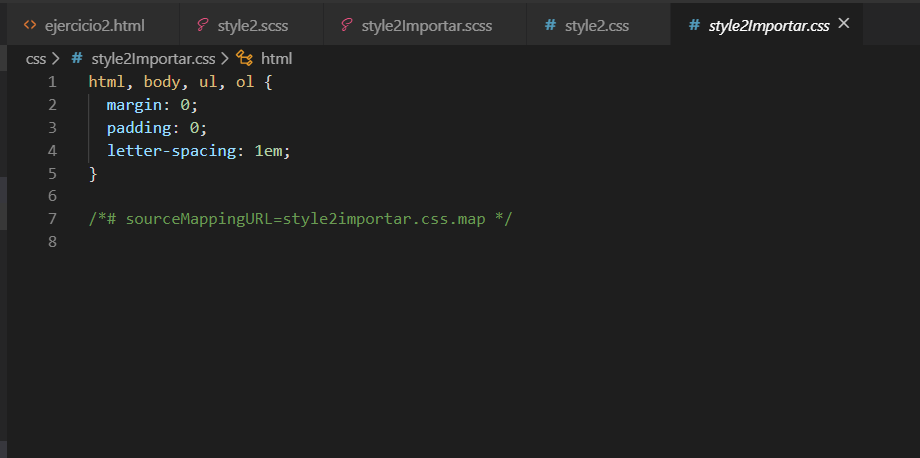 ejercicio2.html style2.scss style2Importar.scss style2.css style2Importar.css
css > style2Importar.css > html
1 html, body, ul, ol {
2 margin: 0;
3 padding: 0;
4 letter-spacing: 1em;
5 }
6
7 /*# sourceMappingURL=style2importar.css.map */
8